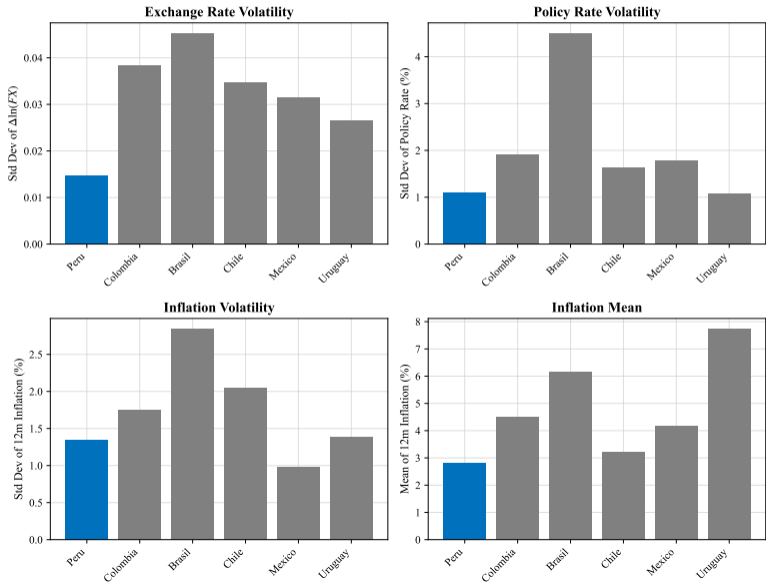 Exchange Rate Volatility
Std Dev of Δln(FX)
0.04
0.03
0.02
0.01
0.00
Peru
Colombia
Brasil
Chile
Mexico
Uruguay
Policy Rate Volatility
Std Dev of Policy Rate (%)
4
3
2
1
0
Peru
Colombia
Brasil
Chile
Mexico
Uruguay
Inflation Volatility
Std Dev of 12m Inflation (%)
2.5
2.0
1.5
1.0
0.5
0.0
Peru
Colombia
Brasil
Chile
Mexico
Uruguay
Inflation Mean
Mean of 12m Inflation (%)
8
7
6
5
4
3
2
1
0
Peru
Colombia
Brasil
Chile
Mexico
Uruguay